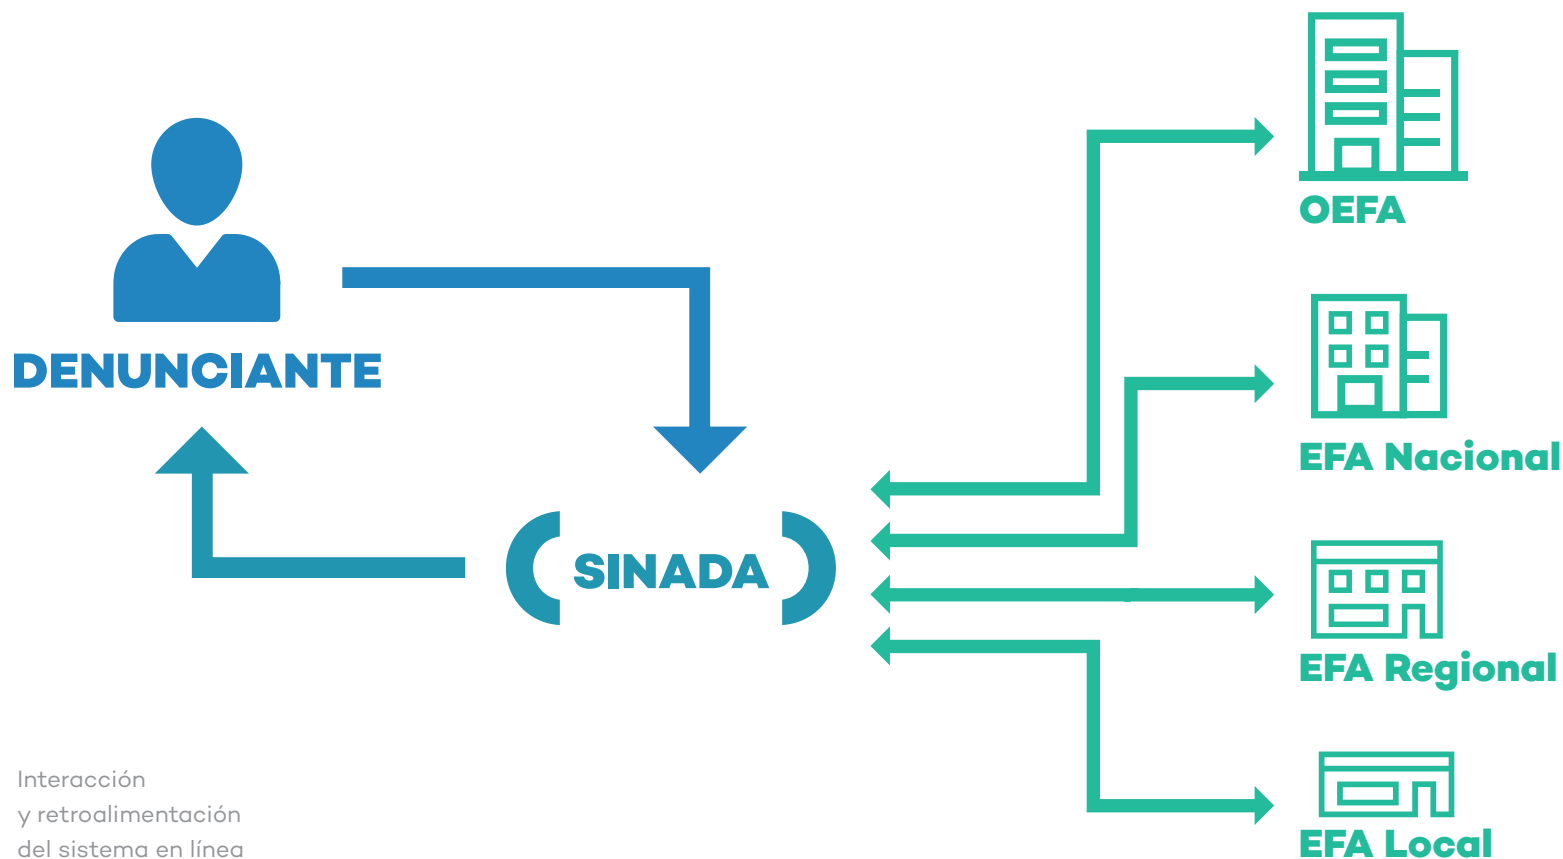 OEFA
DENUNCIANTE
EFA Nacional
SINADA
EFA Regional
Interacción
y retroalimentación
del sistema en línea
EFA Local